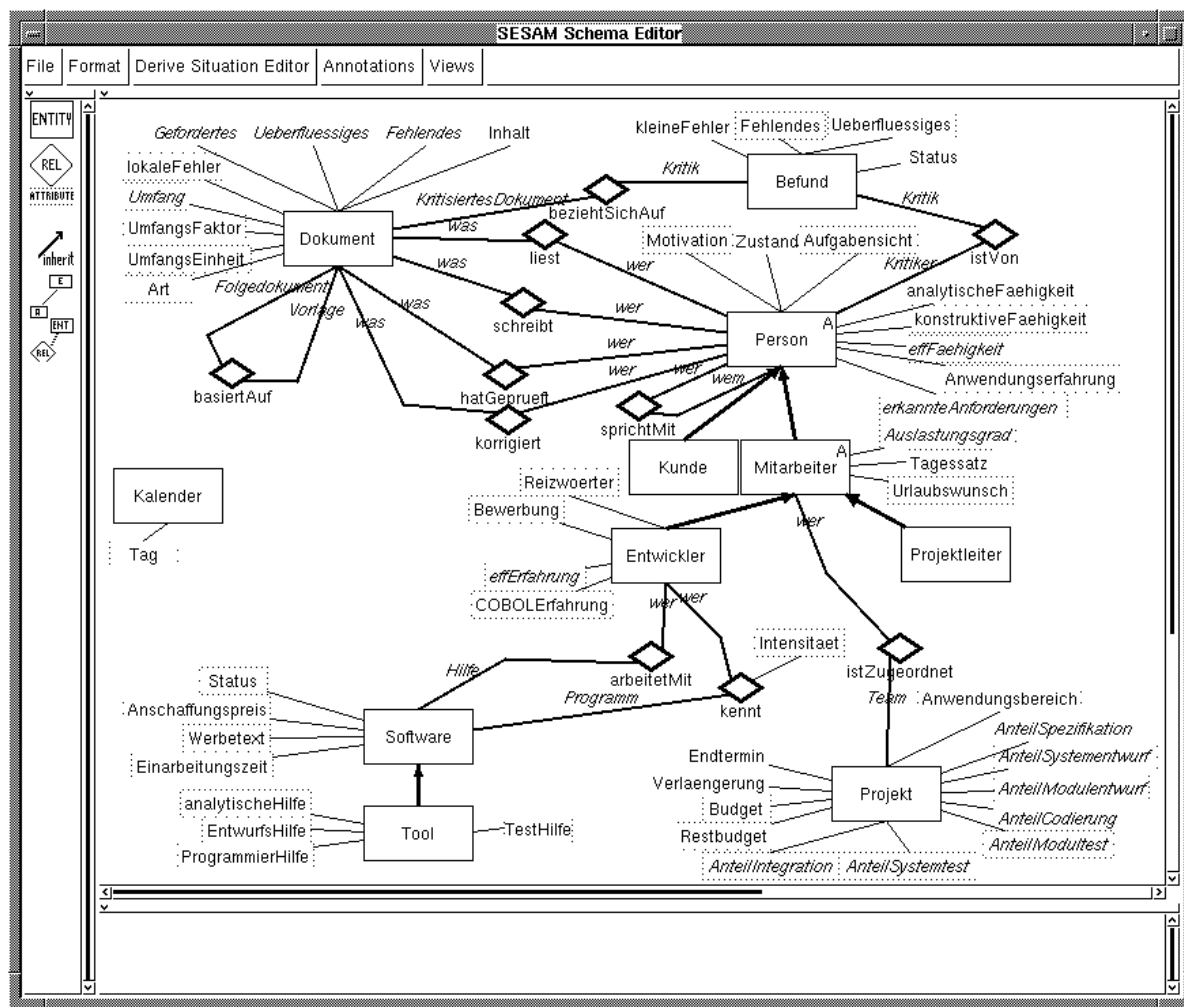 SESAM Schema Editor
File Format Derive Situation Editor Annotations Views
ENTITY
REL
ATTRIBUTE
inherit
E
A
ENT
REL
Gefordertes Ueberfluessiges Fehlendes Inhalt
kleineFehler Fehlendes Ueberfluessiges
Status
lokaleFehler
Umfang
UmfangsFaktor
UmfangsEinheit
Art
Dokument
KritisiertesDokument
Kritik
beziehtSichAuf
Befund
Kritik
was
liest
wer
Motivation Zustand Aufgabensicht
istVon
Kritiker
was
schreibt
wer
Folgedokument
Vorlage
was
was
basiertAuf
hatGeprueft
wer
korrigiert
wer
wer
wem
sprichtMit
Person
A
analytischeFaehigkeit
konstruktiveFaehigkeit
effFaehigkeit
Anwendungserfahrung
erkannteAnforderungen
Kunde
Mitarbeiter
A
Auslastungsgrad
Tagessatz
Urlaubswunsch
Kalender
Tag
Reizwoerter
Bewerbung
Entwickler
effErfahrung
COBOLErfahrung
wer
Projektleiter
wer
wer
Hilfe
arbeitetMit
Intensitaet
Programm
kennt
istZugeordnet
Team
Status
Anschaffungspreis
Werbetext
Einarbeitungszeit
Software
analytischeHilfe
EntwurfsHilfe
ProgrammierHilfe
Tool
TestHilfe
Anwendungsbereich
Endtermin
Verlaengerung
Budget
Restbudget
Projekt
AnteilSpezifikation
AnteilSystementwurf
AnteilModulentwurf
AnteilCodierung
AnteilModultest
AnteilIntegration AnteilSystemtest